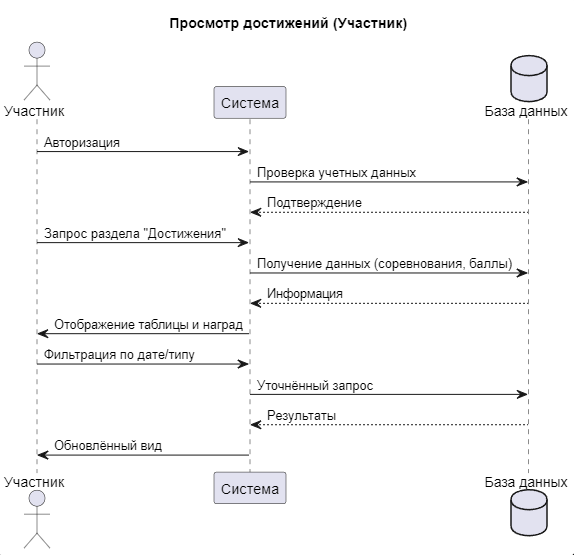 Просмотр достижений (Участник)
Участник
Система
База данных
Авторизация
Проверка учетных данных
Подтверждение
Запрос раздела "Достижения"
Получение данных (соревнования, баллы)
Информация
Отображение таблицы и наград
Фильтрация по дате/типу
Уточнённый запрос
Результаты
Обновлённый вид
Участник
Система
База данных